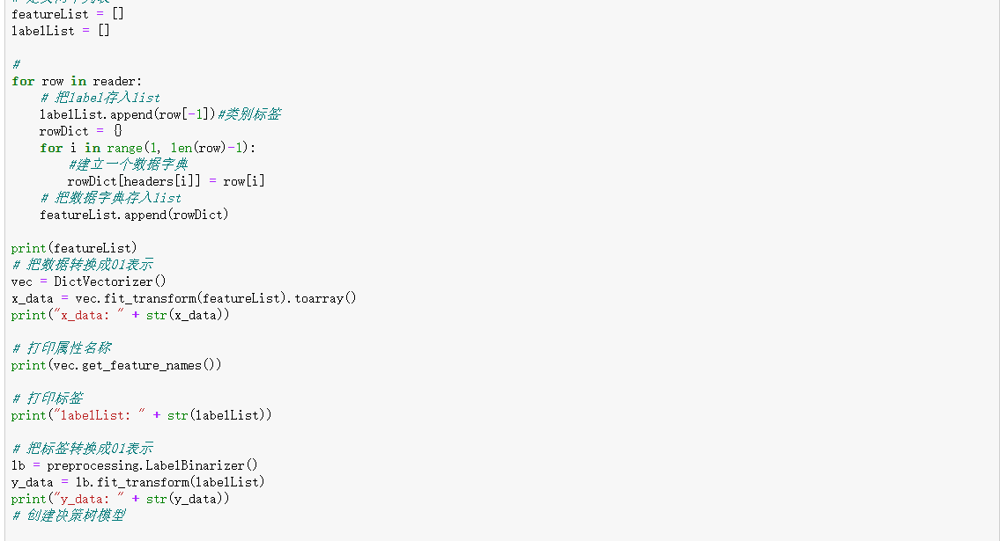 featureList = []
labelList = []
#
for row in reader:
    # 把label存入list
    labelList.append(row[-1])#类别标签
    rowDict = {}
    for i in range(1, len(row)-1):
        #建立一个数据字典
        rowDict[headers[i]] = row[i]
    # 把数据字典存入list
    featureList.append(rowDict)
print(featureList)
# 把数据转换成01表示
vec = DictVectorizer()
x_data = vec.fit_transform(featureList).toarray()
print("x_data: " + str(x_data))
# 打印属性名称
print(vec.get_feature_names())
# 打印标签
print("labelList: " + str(labelList))
# 把标签转换成01表示
lb = preprocessing.LabelBinarizer()
y_data = lb.fit_transform(labelList)
print("y_data: " + str(y_data))
# 创建决策树模型